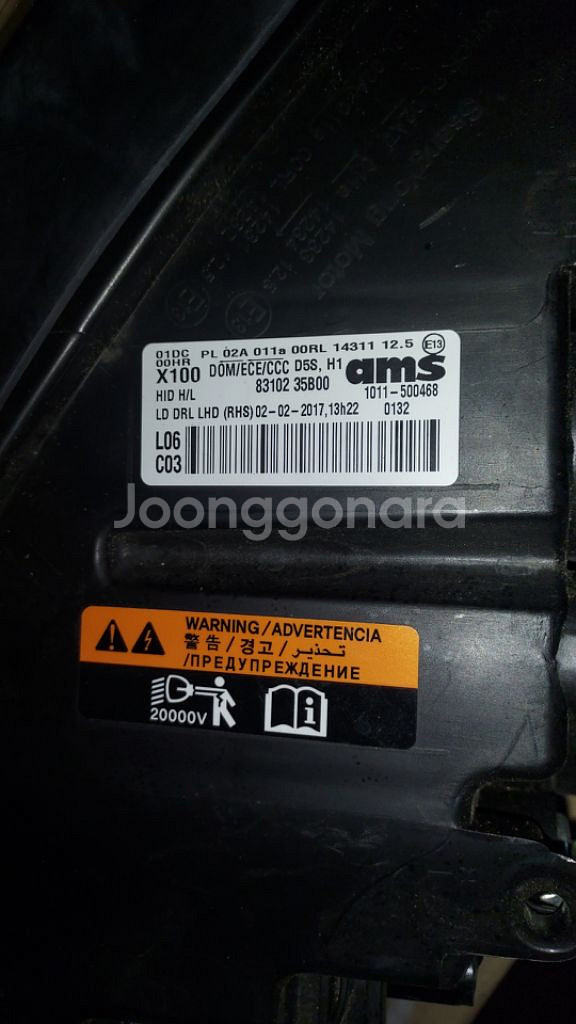 01DC PL 02A 011a 00RL 14311 12.5 E13
00HR
X100 DOM/ECE/CCC D5S, H1 ams
83102 35B00
HID H/L 1011-500468
LD DRL LHD (RHS) 02-02-2017,13h22 0132
L06
C03
Joonggonara
WARNING/ADVERTENCIA
警告/경고/تحذير
/ПРЕДУПРЕЖДЕНИЕ
20000V
i